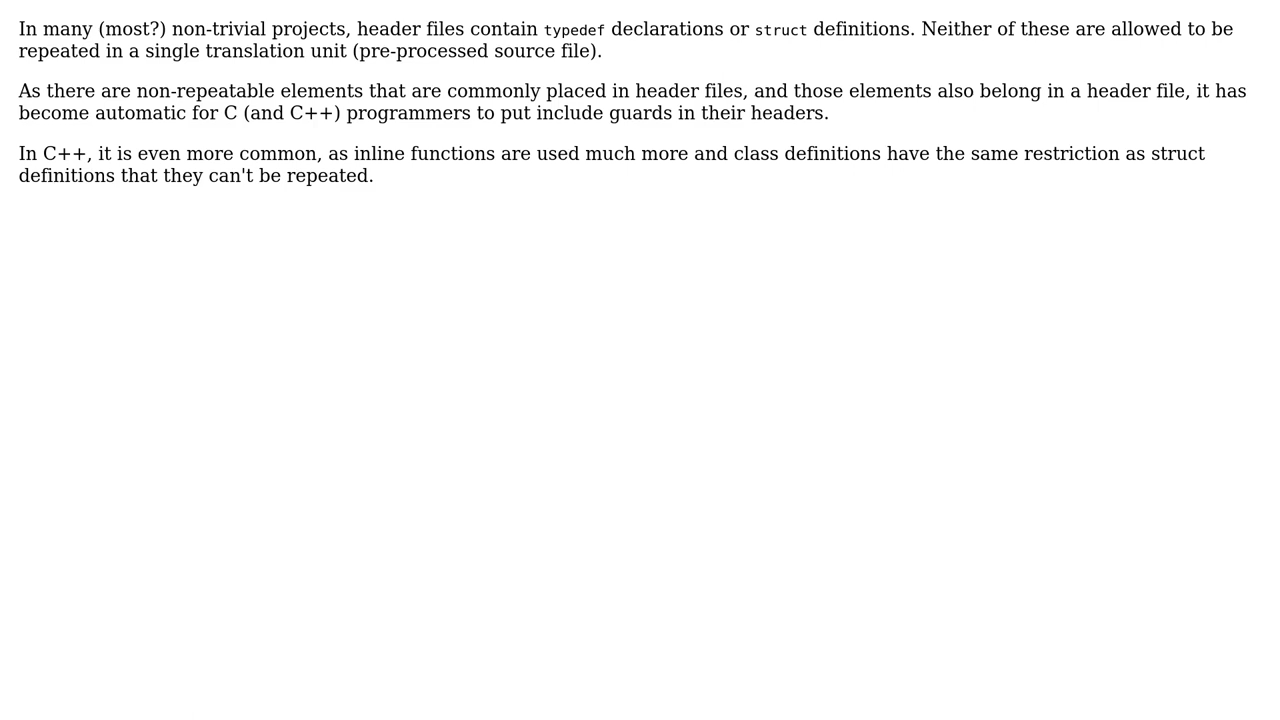 In many (most?) non-trivial projects, header files contain typedef declarations or struct definitions. Neither of these are allowed to be
repeated in a single translation unit (pre-processed source file).
As there are non-repeatable elements that are commonly placed in header files, and those elements also belong in a header file, it has
become automatic for C (and C++) programmers to put include guards in their headers.
In C++, it is even more common, as inline functions are used much more and class definitions have the same restriction as struct
definitions that they can't be repeated.